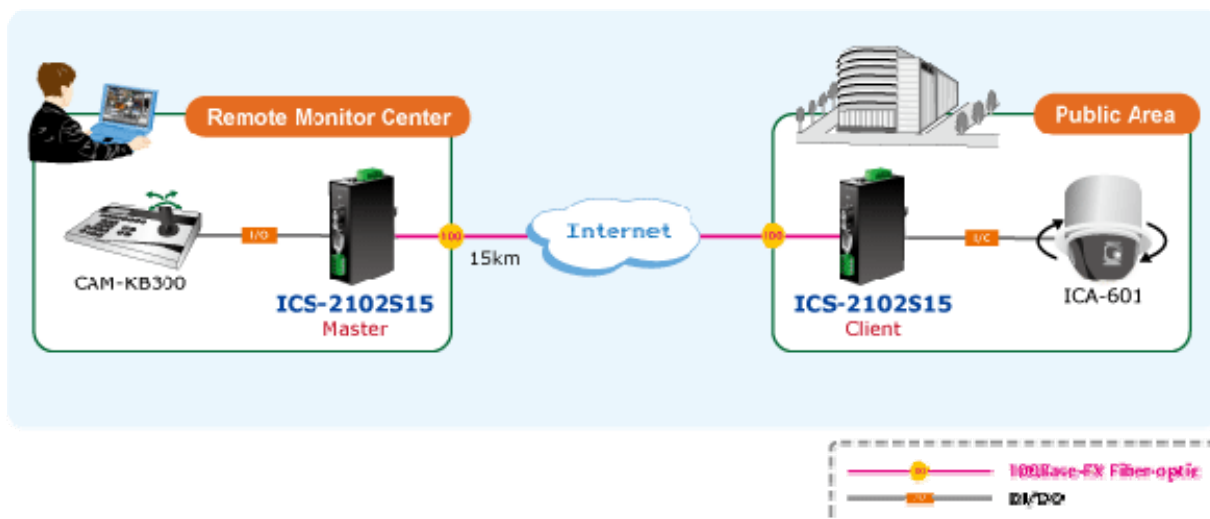 Remote Monitor Center
Public Area
I/O
100
15km
Internet
100
I/C
CAM-KB300
ICS-2102S15
Master
ICS-2102S15
Client
ICA-601
100Base-FX Fiber-optic
DI/DO